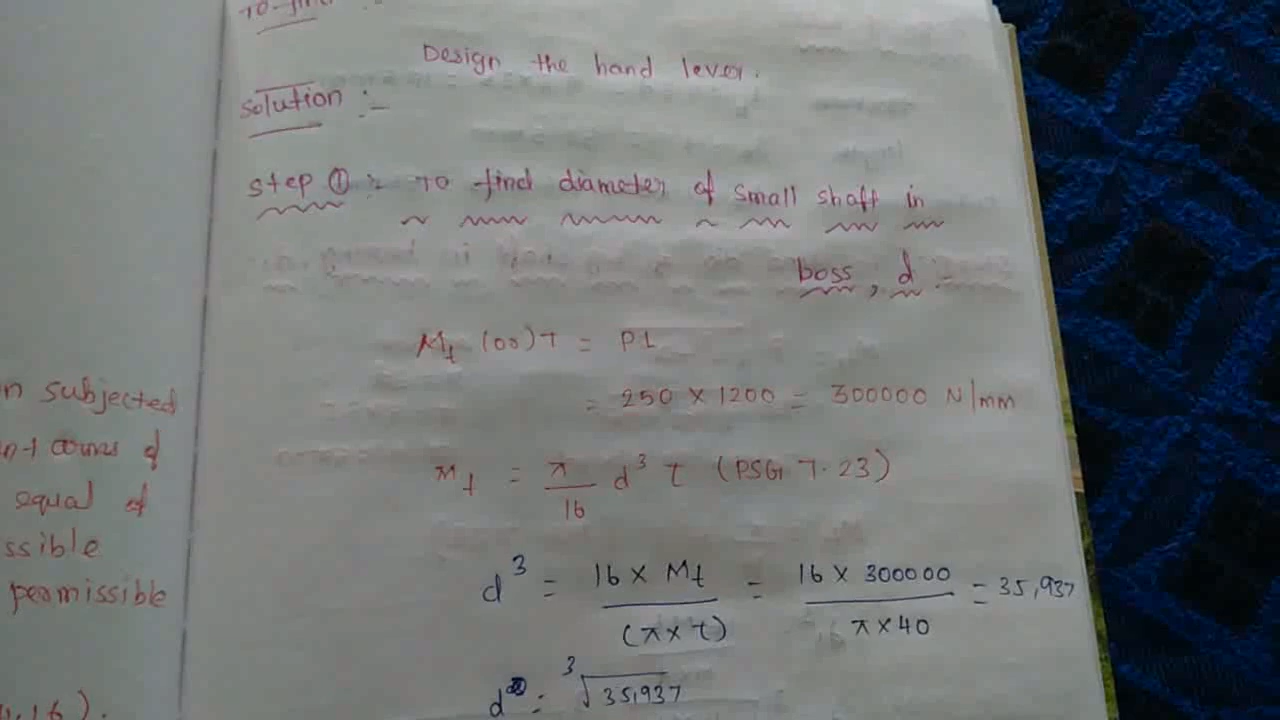 n subjected
equal of
ssible
permissible
To find :
Design the hand lever.
Solution :-
Step ① : To find diameter of small shaft in
boss, d :-
Mt (or) T = PL
= 250 × 1200 = 300000 N/mm
Mt = π/16 d³ τ (PSG 7.23)
d³ = 16 × Mt / (π × τ) = 16 × 300000 / π × 40 = 35,937
d = ³√35,937